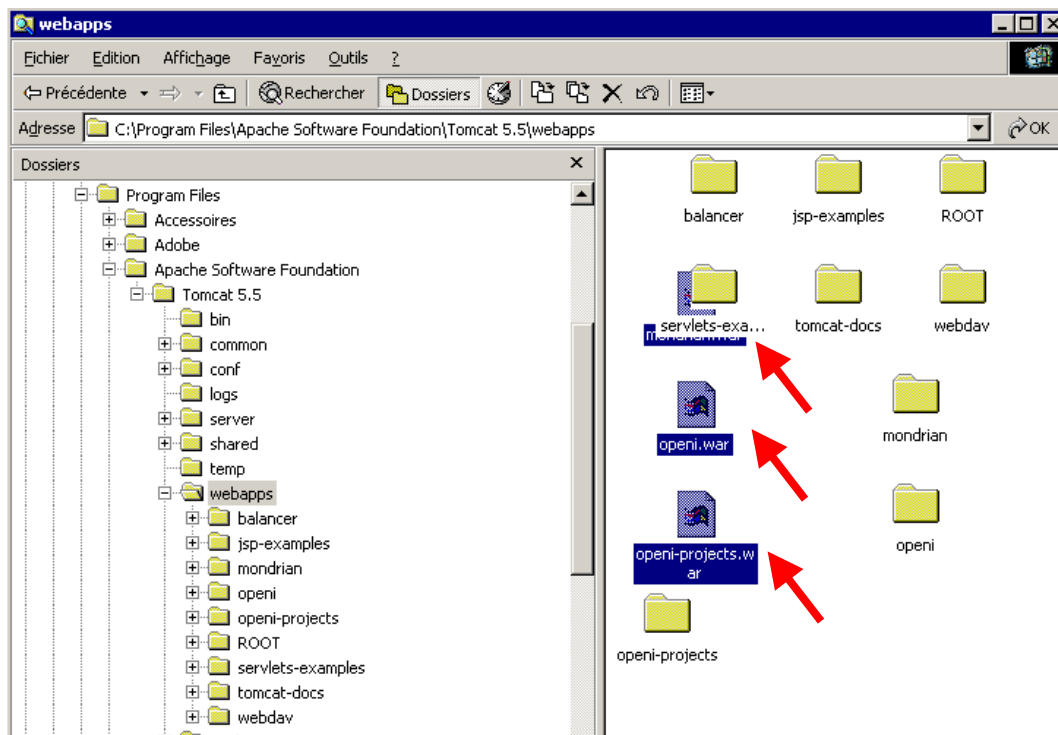 webapps
Fichier Edition Affichage Favoris Outils ?
Précédente Rechercher Dossiers
Adresse C:\Program Files\Apache Software Foundation\Tomcat 5.5\webapps OK
Dossiers
Program Files
Accessoires
Adobe
Apache Software Foundation
Tomcat 5.5
bin
common
conf
logs
server
shared
temp
webapps
balancer
jsp-examples
mondrian
openi
openi-projects
ROOT
servlets-examples
tomcat-docs
webdav
balancer jsp-examples ROOT
servlets-exa... tomcat-docs webdav
mondrian.war
openi.war
mondrian
openi-projects.w
ar
openi
openi-projects